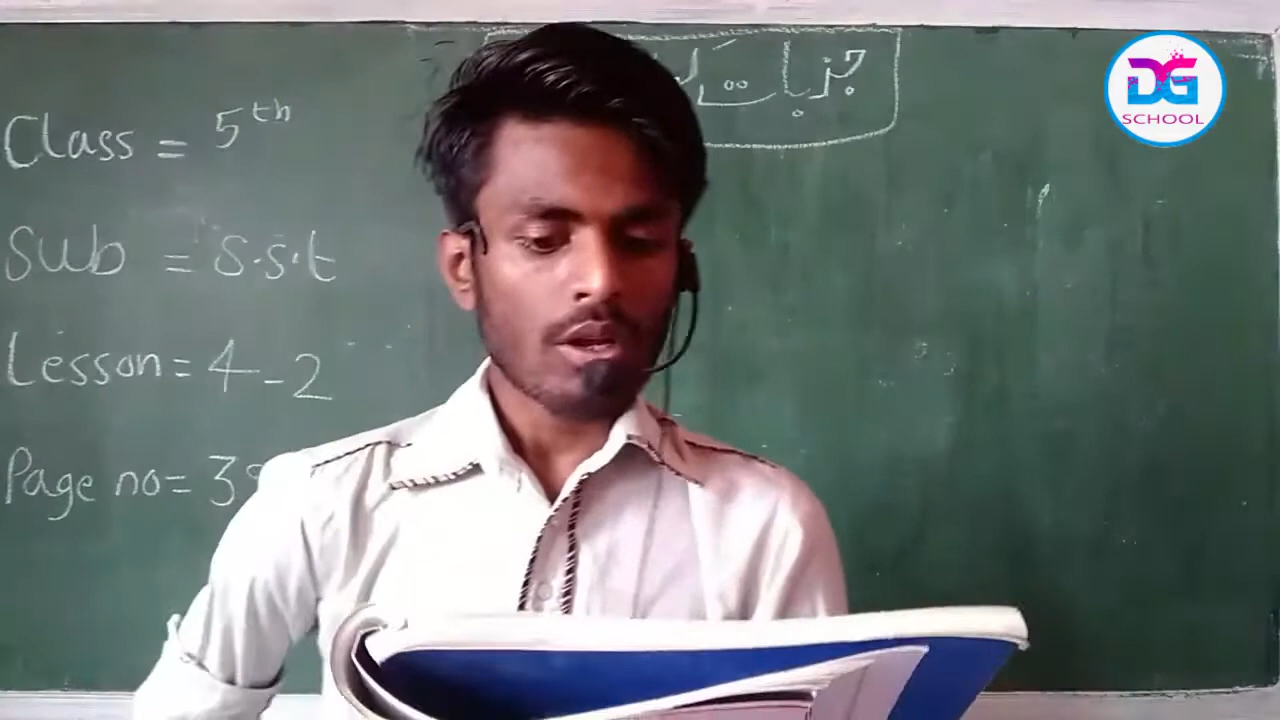 Class = 5th
Sub = S.S.t
Lesson = 4-2
Page no = 3
DG
SCHOOL